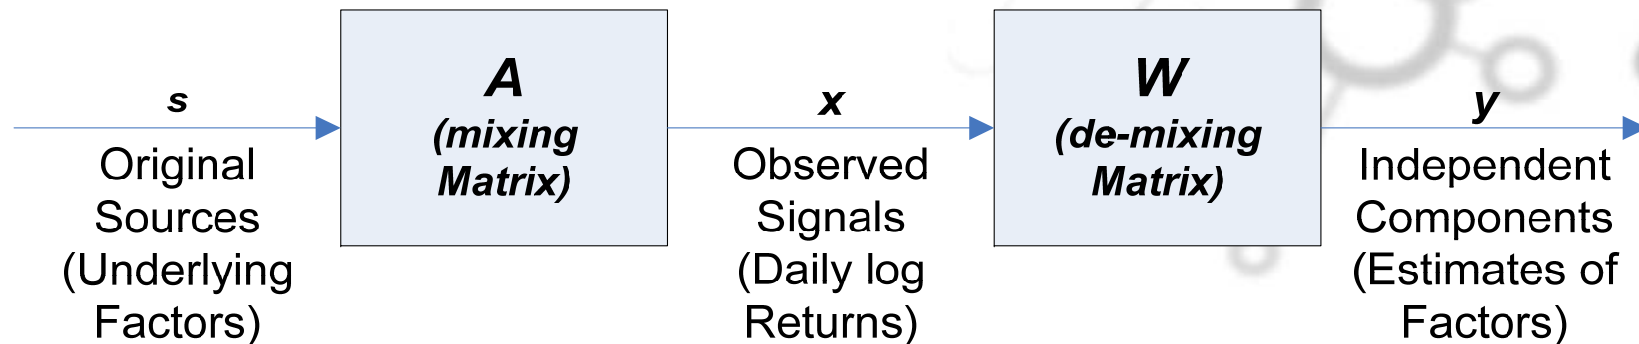 s
Original
Sources
(Underlying
Factors)
A
(mixing
Matrix)
x
Observed
Signals
(Daily log
Returns)
W
(de-mixing
Matrix)
y
Independent
Components
(Estimates of
Factors)